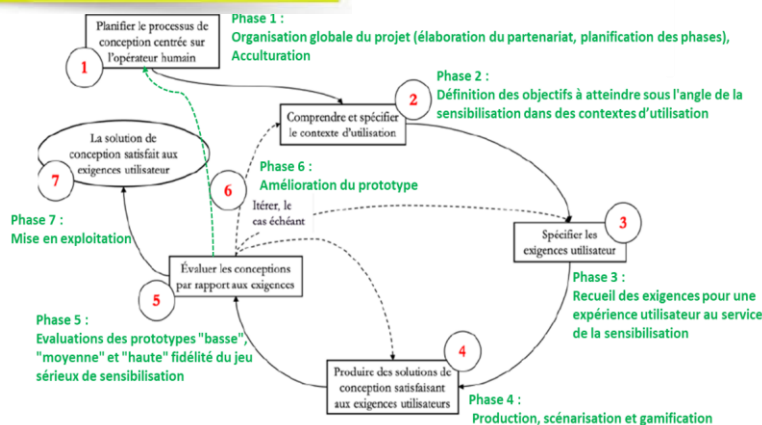 Planifier le processus de
conception centrée sur
l'opérateur humain
1
Phase 1 :
Organisation globale du projet (élaboration du partenariat, planification des phases),
Acculturation
Phase 2 :
Définition des objectifs à atteindre sous l'angle de la
sensibilisation dans des contextes d'utilisation
2
Comprendre et spécifier
le contexte d'utilisation
La solution de
conception satisfait aux
exigences utilisateur
7
Phase 6 :
Amélioration du prototype
6
Itérer, le
cas échéant
3
Spécifier les
exigences utilisateur
Phase 7 :
Mise en exploitation
Évaluer les conceptions
par rapport aux exigences
5
Phase 3 :
Recueil des exigences pour une
expérience utilisateur au service
de la sensibilisation
Phase 5 :
Evaluations des prototypes "basse",
"moyenne" et "haute" fidélité du jeu
sérieux de sensibilisation
4
Produire des solutions de
conception satisfaisant
aux exigences utilisateurs
Phase 4 :
Production, scénarisation et gamification